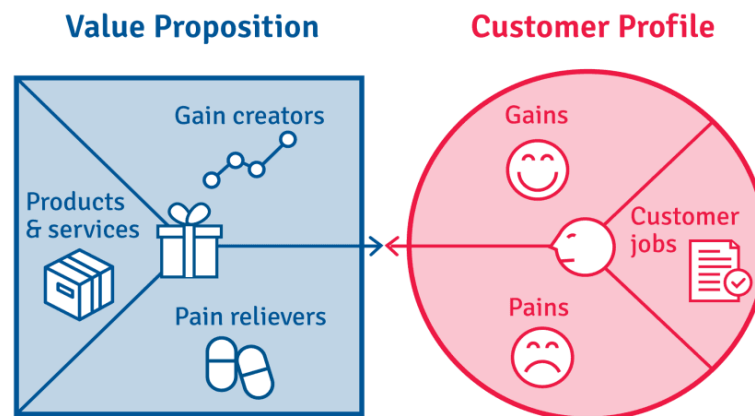 Value Proposition
Customer Profile
Gain creators
Products
& services
Pain relievers
Gains
Customer
jobs
Pains